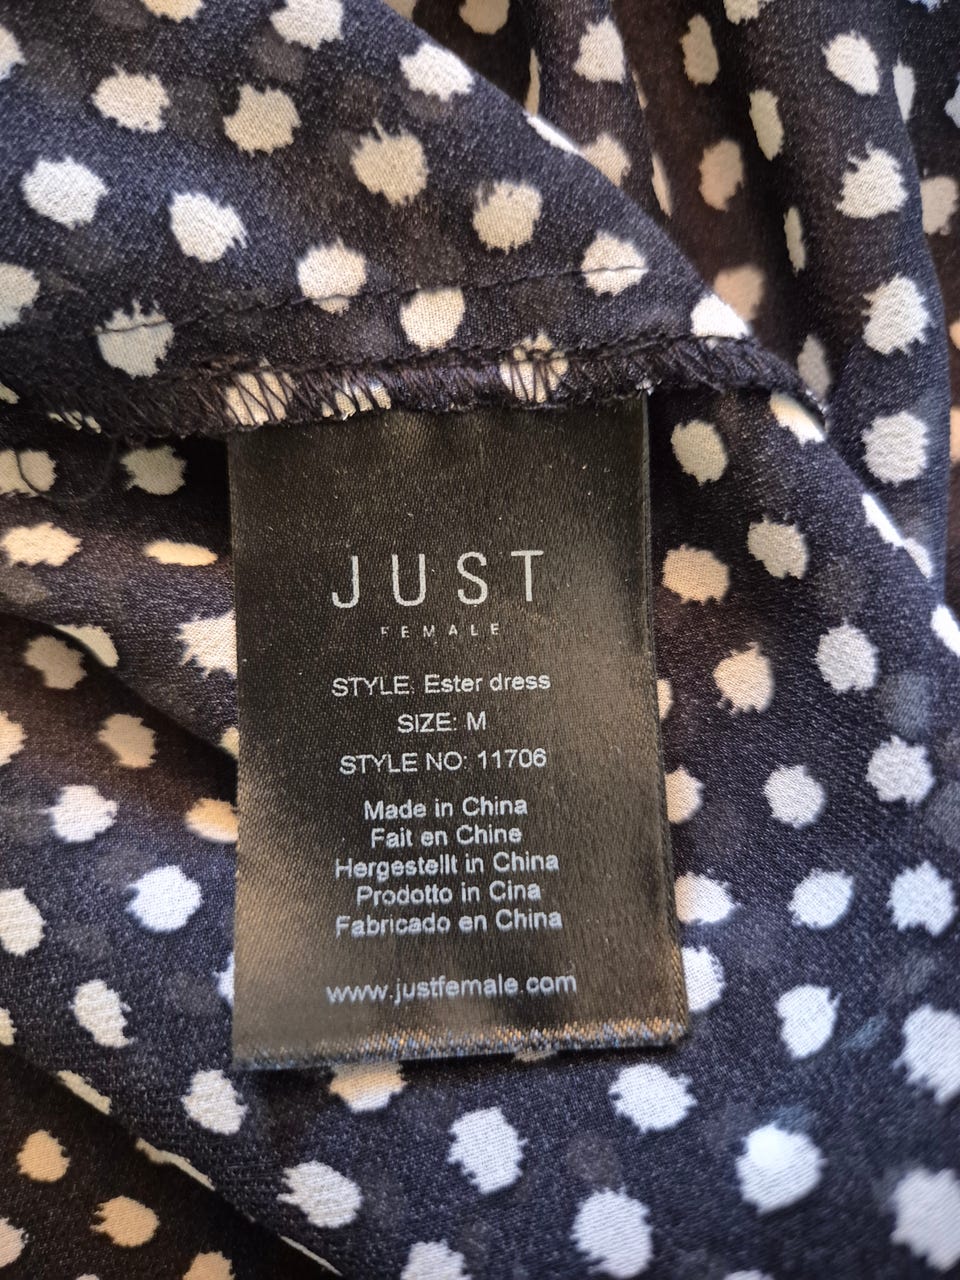 JUST
FEMALE
STYLE: Ester dress
SIZE: M
STYLE NO: 11706
Made in China
Fait en Chine
Hergestellt in China
Prodotto in Cina
Fabricado en China
www.justfemale.com